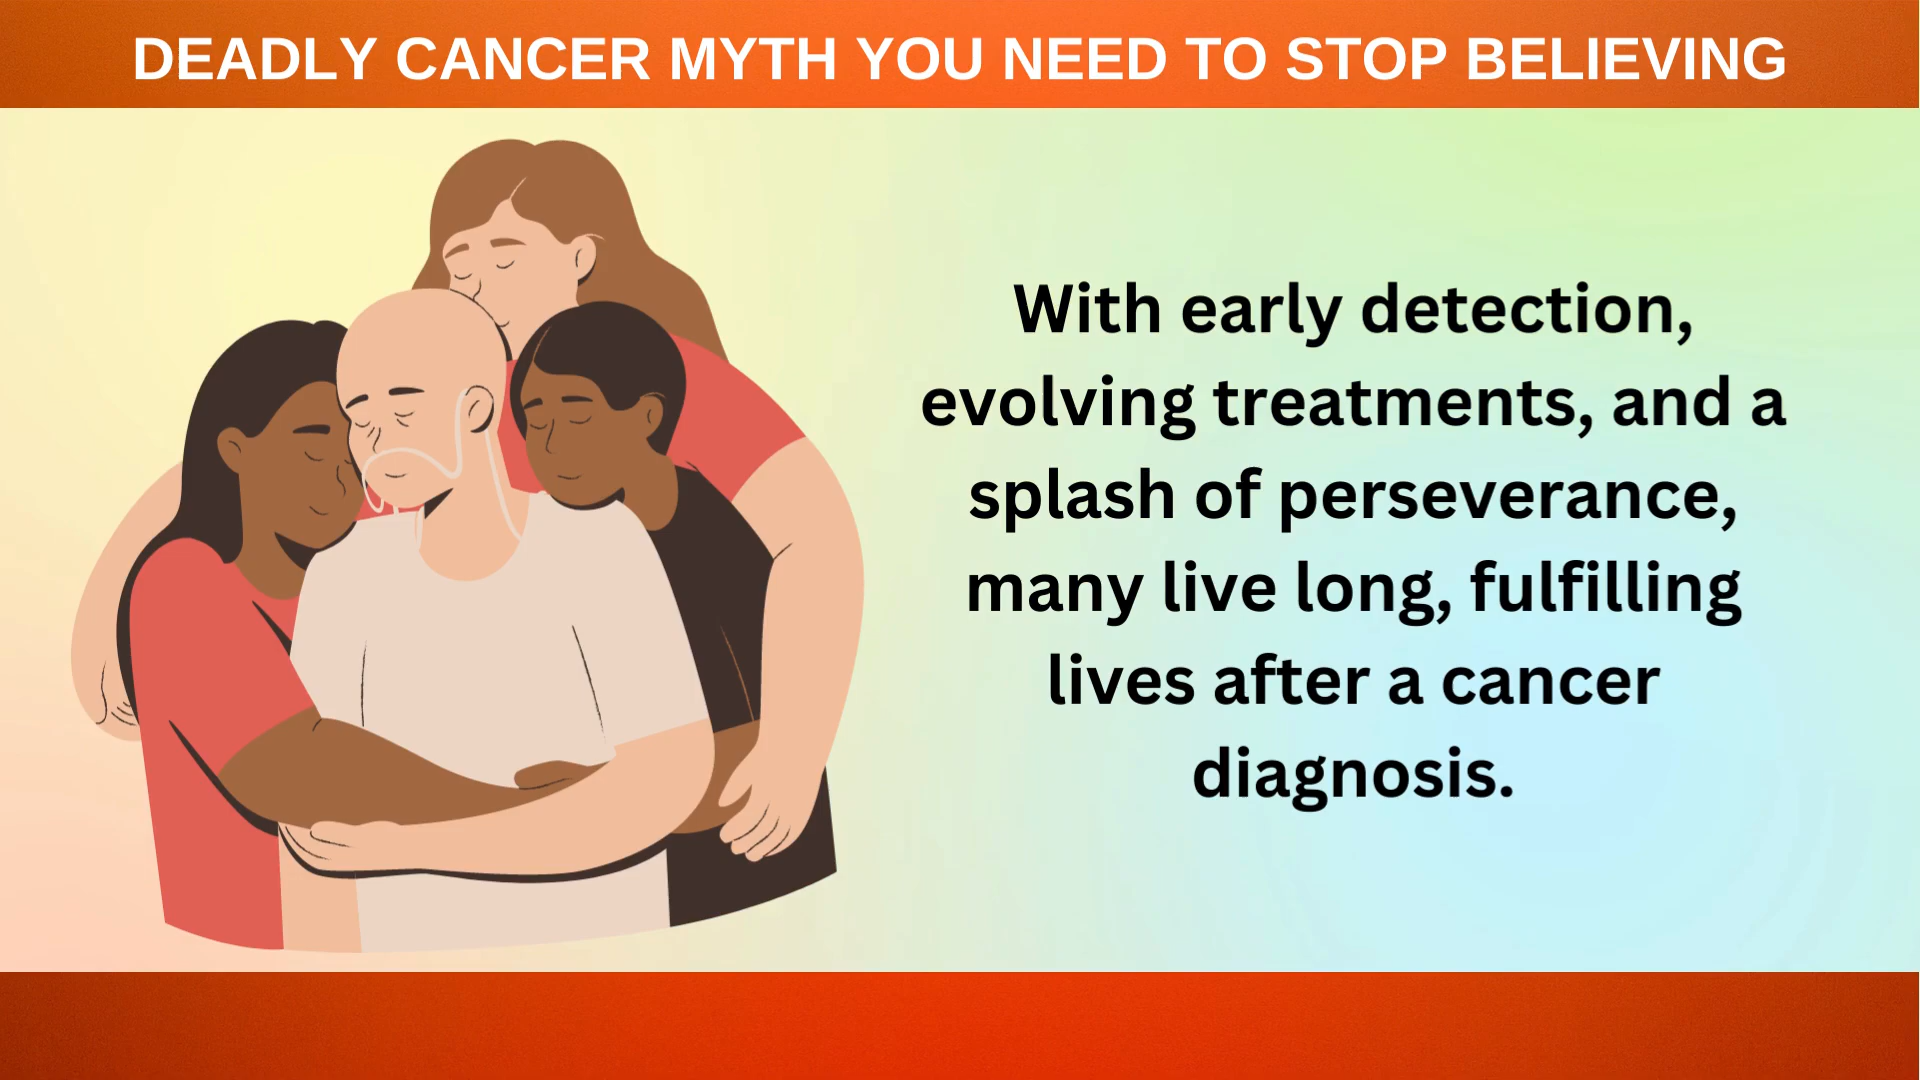 DEADLY CANCER MYTH YOU NEED TO STOP BELIEVING
With early detection,
evolving treatments, and a
splash of perseverance,
many live long, fulfilling
lives after a cancer
diagnosis.